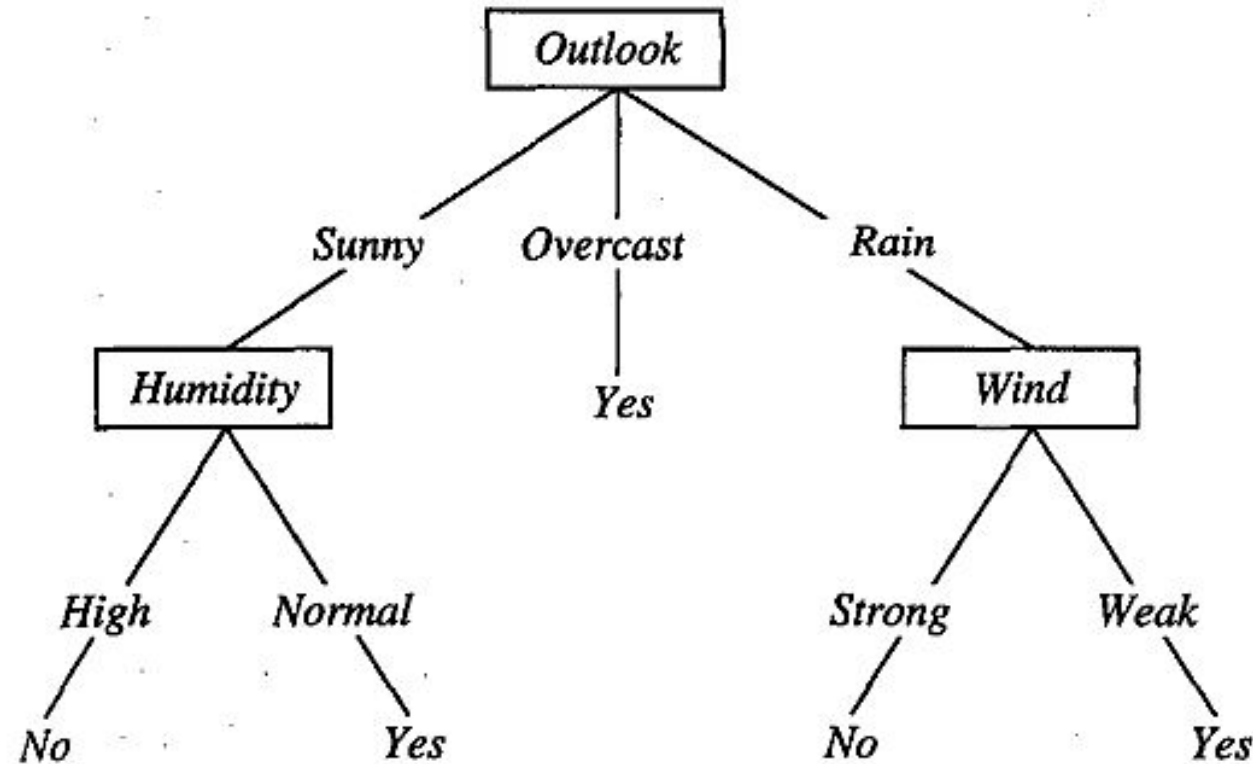 Outlook
Sunny Overcast Rain
Humidity Yes Wind
High Normal Strong Weak
No Yes No Yes